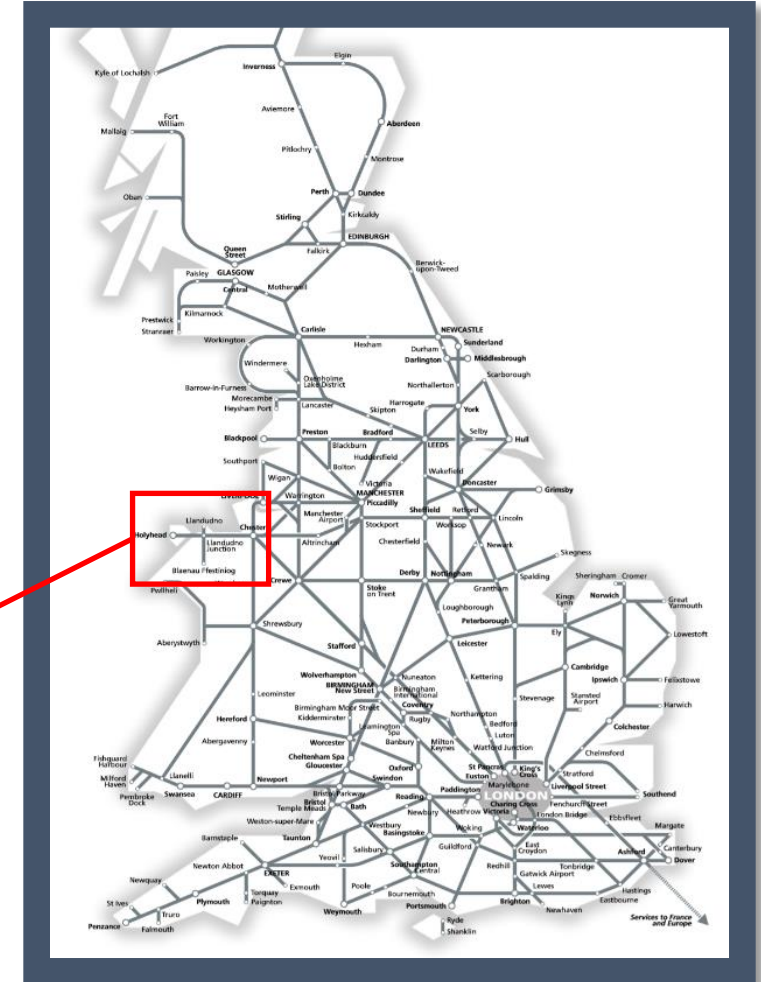 Elgin
Inverness
Kyle of Lochalsh
Aviemore
Fort
William
Mallaig
Aberdeen
Pitlochry
Montrose
Perth
Dundee
Oban
Stirling
Kirkcaldy
EDINBURGH
Queen
Street
Falkirk
Berwick-
upon-Tweed
Paisley
GLASGOW
Central
Motherwell
Prestwick
Kilmarnock
Stranraer
Carlisle
NEWCASTLE
Workington
Hexham
Sunderland
Durham
Darlington
Middlesbrough
Windermere
Oxenholme
Lake District
Scarborough
Barrow-in-Furness
Northallerton
Morecambe
Heysham Port
Lancaster
Harrogate
York
Skipton
Blackpool
Preston
Bradford
Selby
Hull
Blackburn
LEEDS
Southport
Huddersfield
Bolton
Wakefield
Wigan
Victoria
Doncaster
MANCHESTER
Piccadilly
Grimsby
LIVERPOOL
Warrington
Manchester
Airport
Sheffield
Retford
Llandudno
Stockport
Worksop
Lincoln
Holyhead
Chester
Llandudno
Junction
Altrincham
Chesterfield
Newark
Skegness
Blaenau Ffestiniog
Derby
Nottingham
Spalding
Sheringham
Cromer
Pwllheli
Crewe
Stoke
on Trent
Grantham
Kings
Lynn
Norwich
Great
Yarmouth
Loughborough
Peterborough
Shrewsbury
Ely
Lowestoft
Aberystwyth
Stafford
Leicester
Wolverhampton
Nuneaton
Kettering
Cambridge
BIRMINGHAM
New Street
Birmingham
International
Ipswich
Felixstowe
Leominster
Coventry
Stevenage
Stansted
Airport
Birmingham Moor Street
Kidderminster
Rugby
Northampton
Harwich
Hereford
Leamington
Spa
Bedford
Colchester
Worcester
Banbury
Milton
Keynes
Luton
Abergavenny
Watford Junction
Chelmsford
Cheltenham Spa
Gloucester
Oxford
St Pancras
King's
Cross
Fishguard
Harbour
Euston
Stratford
Milford
Haven
Llanelli
Newport
Swindon
Marylebone
Liverpool Street
Pembroke
Dock
Swansea
CARDIFF
Bristol Parkway
Paddington
LONDON
Southend
Bristol
Temple Meads
Bath
Reading
Charing Cross
Fenchurch Street
Newbury
Heathrow
Victoria
London Bridge
Ebbsfleet
Weston-super-Mare
Westbury
Basingstoke
Waterloo
Margate
Barnstaple
Taunton
Woking
East
Croydon
Canterbury
Salisbury
Guildford
Ashford
Dover
Yeovil
Newton Abbot
Southampton
Central
Redhill
Tonbridge
Gatwick Airport
Newquay
EXETER
Exmouth
Poole
Lewes
Hastings
Torquay
Paignton
Bournemouth
Eastbourne
St Ives
Plymouth
Brighton
Newhaven
Truro
Weymouth
Portsmouth
Penzance
Falmouth
Ryde
Shanklin
Services to France
and Europe